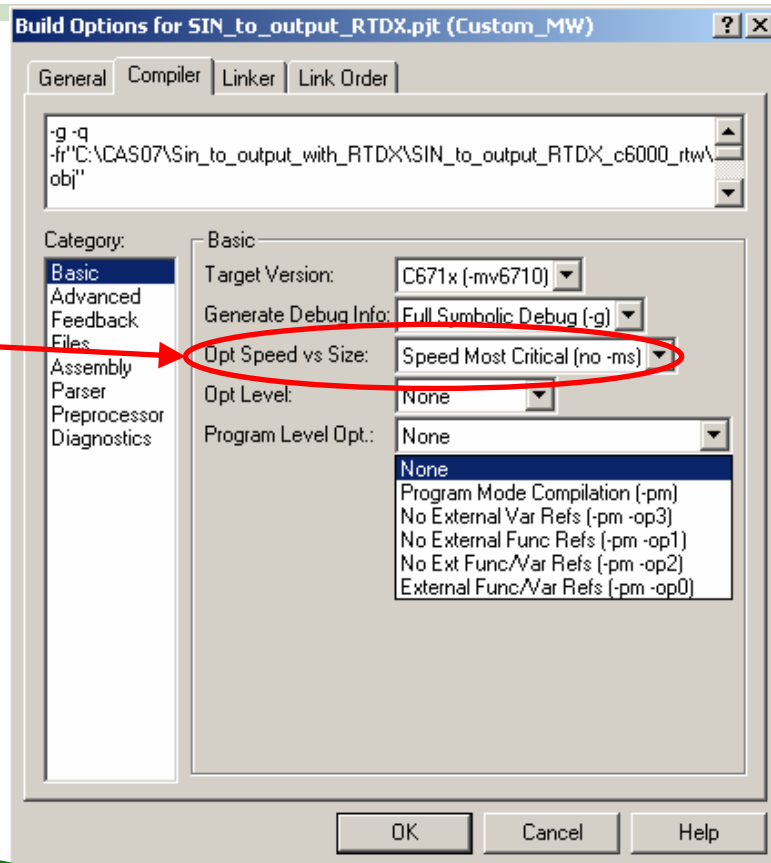 Build Options for SIN_to_output_RTDX.pjt (Custom_MW)
General Compiler Linker Link Order
-g -q
-fr"C:\CAS07\Sin_to_output_with_RTDX\SIN_to_output_RTDX_c6000_rtw\
obj"
Category:
Basic
Advanced
Feedback
Files
Assembly
Parser
Preprocessor
Diagnostics
Basic
Target Version: C671x (-mv6710)
Generate Debug Info: Full Symbolic Debug (-g)
Opt Speed vs Size: Speed Most Critical (no -ms)
Opt Level: None
Program Level Opt.: None
None
Program Mode Compilation (-pm)
No External Var Refs (-pm -op3)
No External Func Refs (-pm -op1)
No Ext Func/Var Refs (-pm -op2)
External Func/Var Refs (-pm -op0)
OK Cancel Help